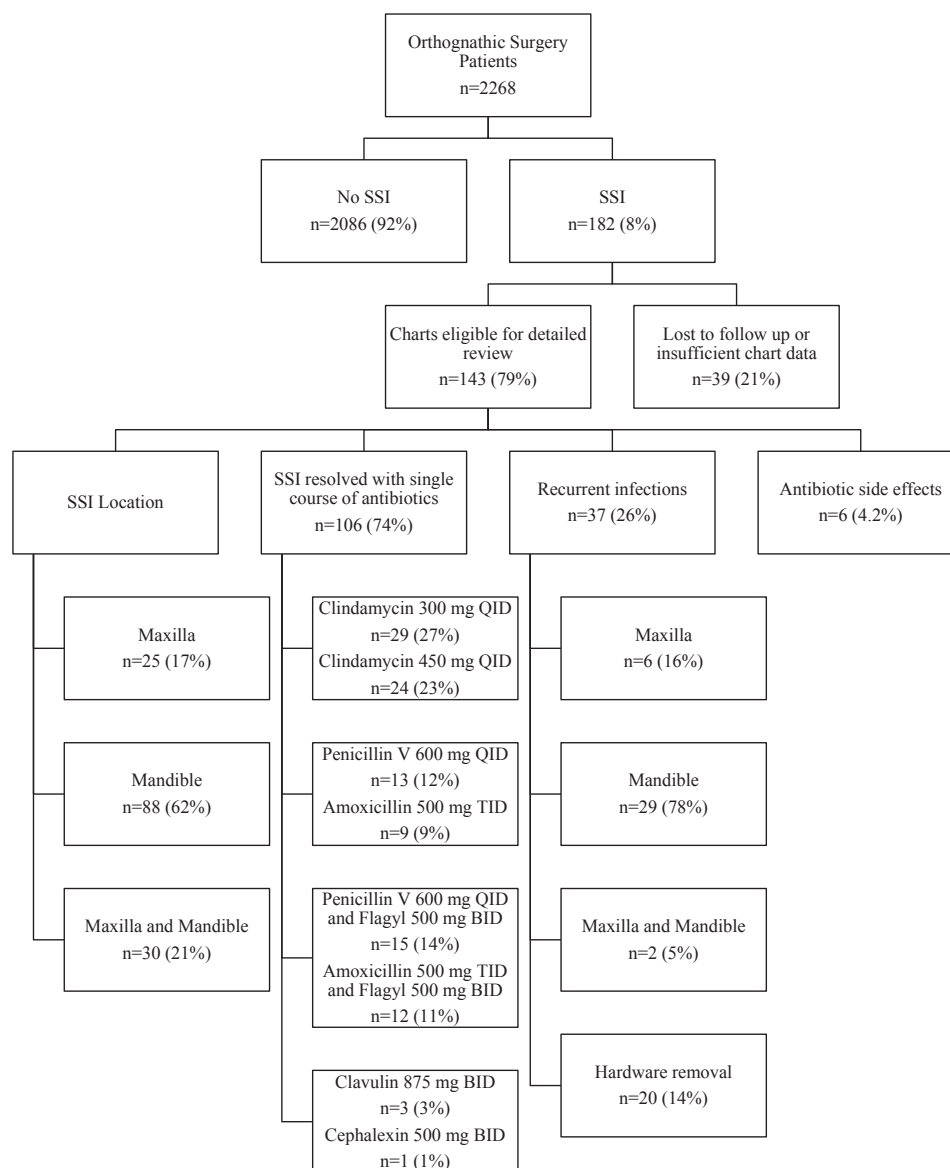 Orthognathic Surgery
Patients
n=2268
No SSI
n=2086 (92%)
SSI
n=182 (8%)
Charts eligible for detailed
review
n=143 (79%)
Lost to follow up or
insufficient chart data
n=39 (21%)
SSI Location
SSI resolved with single
course of antibiotics
n=106 (74%)
Recurrent infections
n=37 (26%)
Antibiotic side effects
n=6 (4.2%)
Maxilla
n=25 (17%)
Mandible
n=88 (62%)
Maxilla and Mandible
n=30 (21%)
Clindamycin 300 mg QID
n=29 (27%)
Clindamycin 450 mg QID
n=24 (23%)
Penicillin V 600 mg QID
n=13 (12%)
Amoxicillin 500 mg TID
n=9 (9%)
Penicillin V 600 mg QID
and Flagyl 500 mg BID
n=15 (14%)
Amoxicillin 500 mg TID
and Flagyl 500 mg BID
n=12 (11%)
Clavulin 875 mg BID
n=3 (3%)
Cephalexin 500 mg BID
n=1 (1%)
Maxilla
n=6 (16%)
Mandible
n=29 (78%)
Maxilla and Mandible
n=2 (5%)
Hardware removal
n=20 (14%)